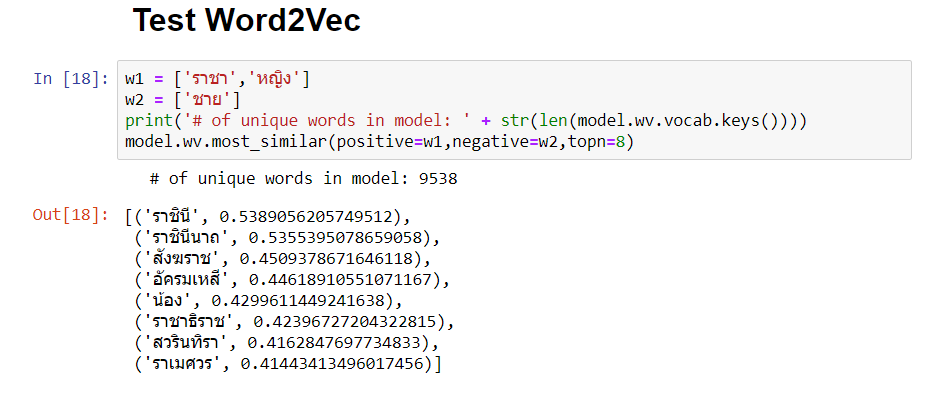 Test Word2Vec
In [18]: w1 = ['ราชา','หญิง']
w2 = ['ชาย']
print('# of unique words in model: ' + str(len(model.wv.vocab.keys())))
model.wv.most_similar(positive=w1,negative=w2,topn=8)
# of unique words in model: 9538
Out[18]: [('ราชินี', 0.5389056205749512),
('ราชินีนาถ', 0.5355395078659058),
('สังฆราช', 0.4509378671646118),
('อัครมเหสี', 0.44618910551071167),
('น้อง', 0.4299611449241638),
('ราชาธิราช', 0.42396727204322815),
('สวรินทิรา', 0.4162847697734833),
('ราเมศวร', 0.41443413496017456)]